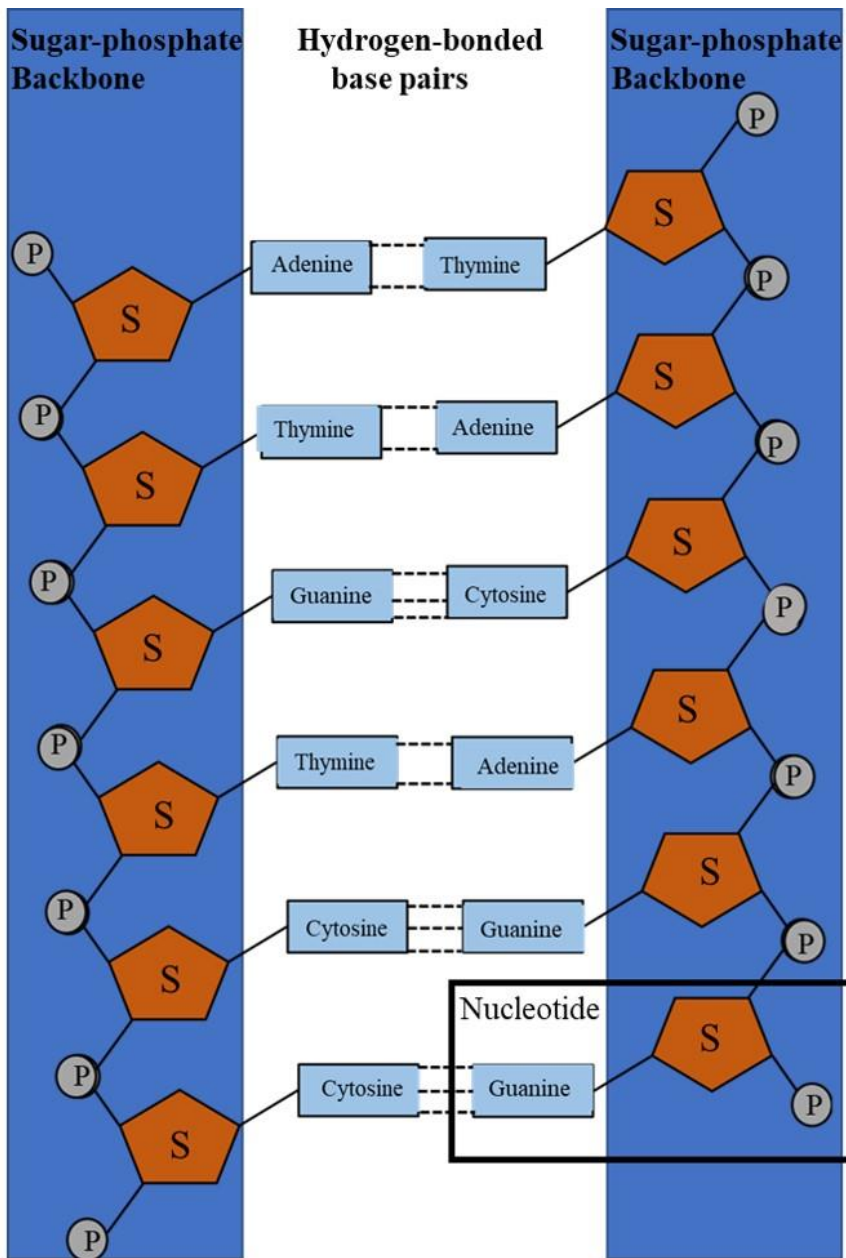 Sugar-phosphate
Backbone
Hydrogen-bonded
base pairs
Sugar-phosphate
Backbone
P
P
S
Adenine
Thymine
S
P
P
S
Thymine
Adenine
S
P
P
S
Guanine
Cytosine
S
P
P
S
Thymine
Adenine
S
P
P
S
Cytosine
Guanine
S
P
Nucleotide
P
S
Cytosine
Guanine
S
P
P